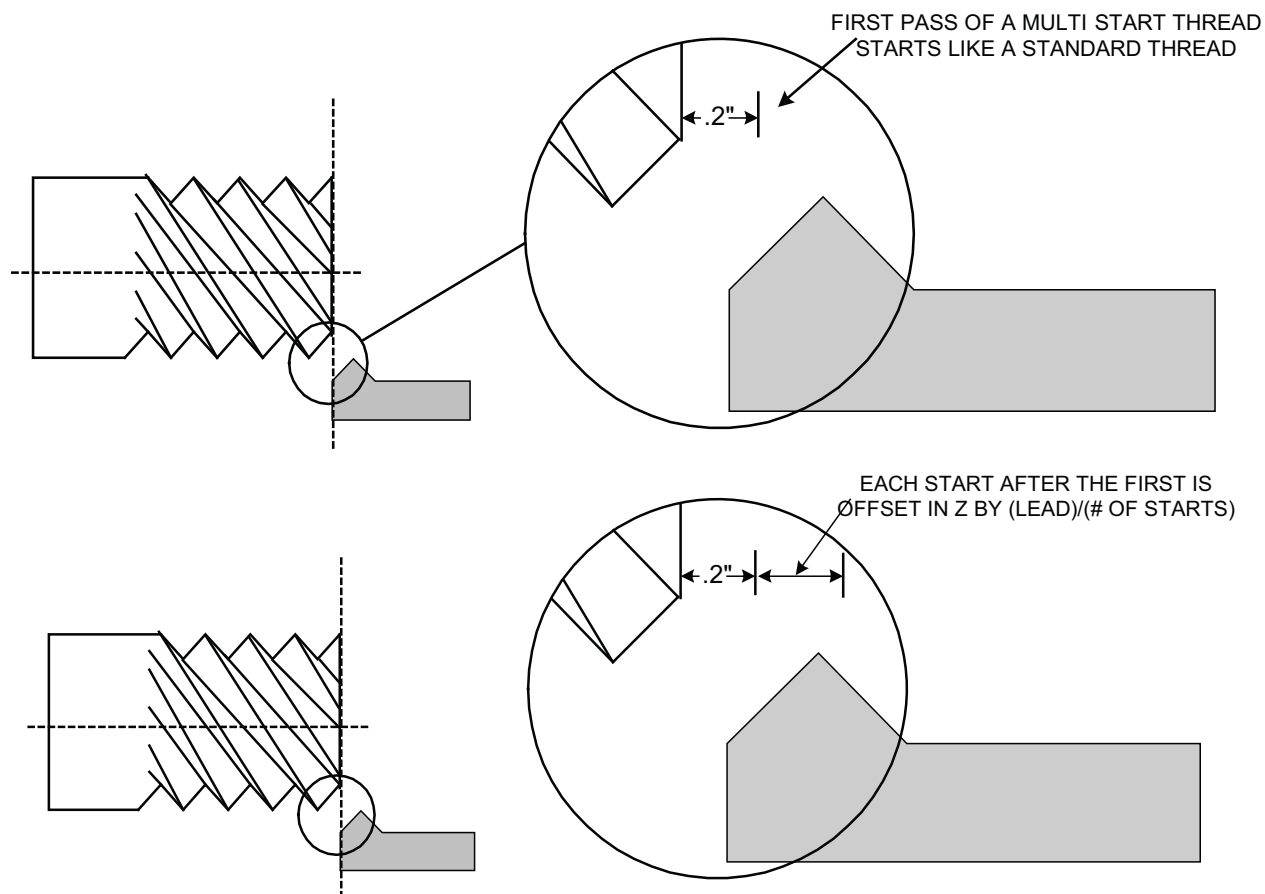 FIRST PASS OF A MULTI START THREAD
STARTS LIKE A STANDARD THREAD
.2"
EACH START AFTER THE FIRST IS
OFFSET IN Z BY (LEAD)/(# OF STARTS)
.2"